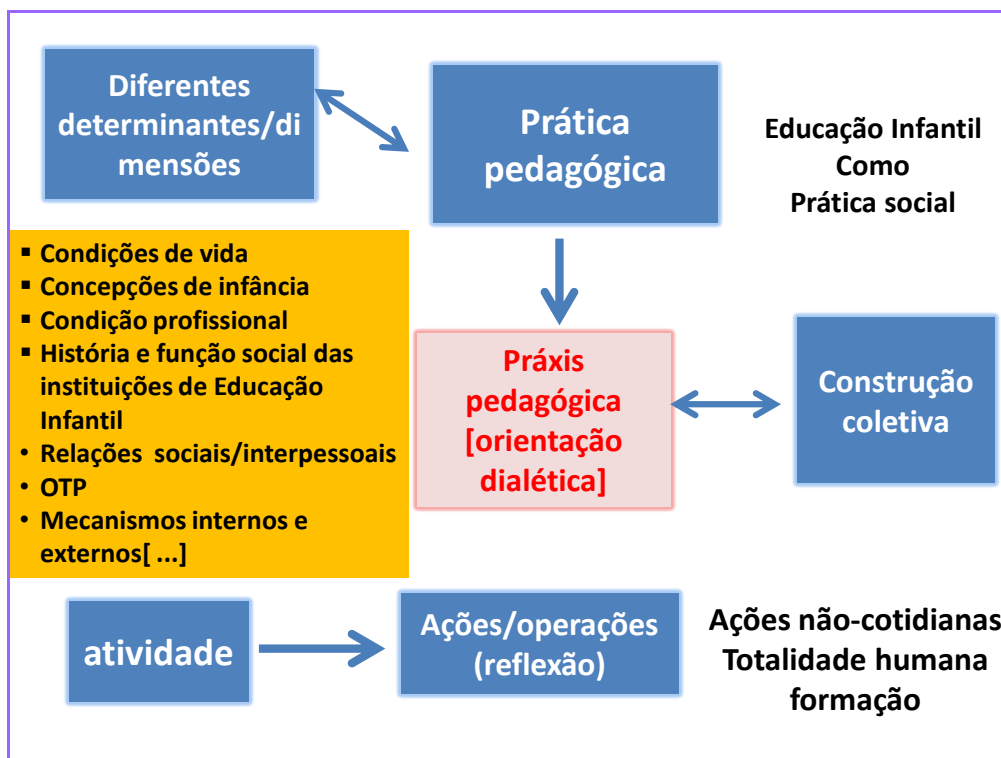 Diferentes
determinantes/di
mensões
Prática
pedagógica
Educação Infantil
Como
Prática social
▪ Condições de vida
▪ Concepções de infância
▪ Condição profissional
▪ História e função social das
instituições de Educação
Infantil
• Relações sociais/interpessoais
• OTP
• Mecanismos internos e
externos[ ...]
Práxis
pedagógica
[orientação
dialética]
Construção
coletiva
atividade
Ações/operações
(reflexão)
Ações não-cotidianas
Totalidade humana
formação